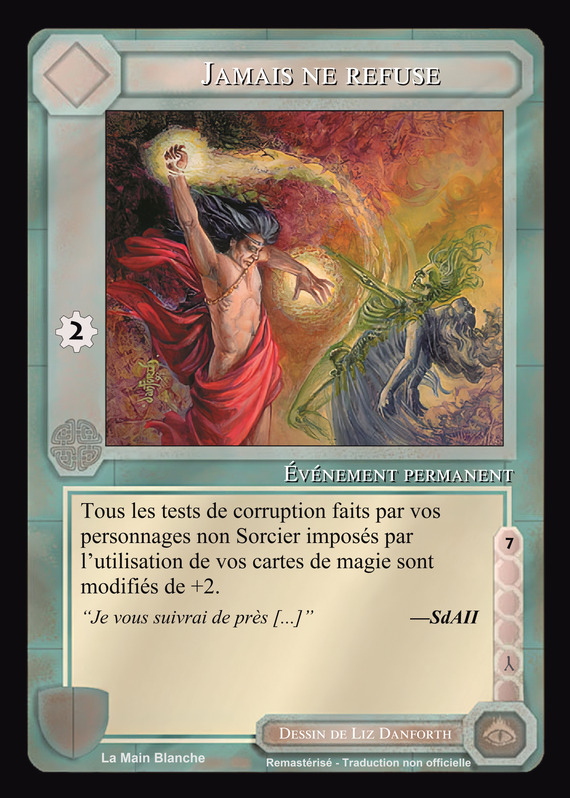 Jamais ne refuse
2
Événement permanent
Tous les tests de corruption faits par vos
personnages non Sorcier imposés par
l’utilisation de vos cartes de magie sont
modifiés de +2.
“Je vous suivrai de près [...]” —SdAII
7
Dessin de Liz Danforth
La Main Blanche
Remastérisé - Traduction non officielle